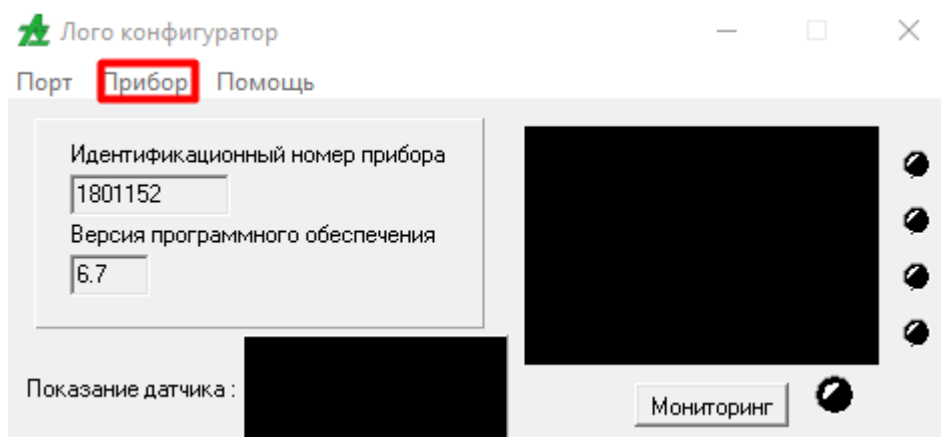 Лого конфигуратор
Порт Прибор Помощь
Идентификационный номер прибора
1801152
Версия программного обеспечения
6.7
Показание датчика :
Мониторинг